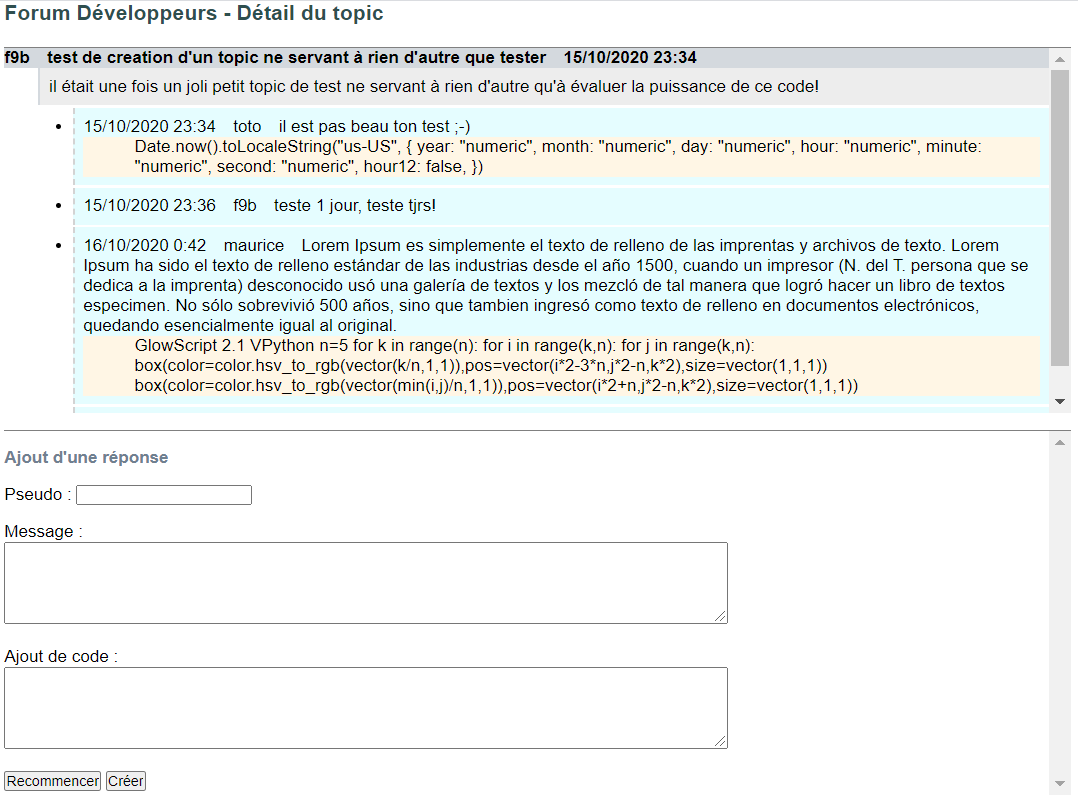 Forum Développeurs - Détail du topic
f9b test de creation d'un topic ne servant à rien d'autre que tester 15/10/2020 23:34
il était une fois un joli petit topic de test ne servant à rien d'autre qu'à évaluer la puissance de ce code!
15/10/2020 23:34 toto il est pas beau ton test ;-)
Date.now().toLocaleString("us-US", { year: "numeric", month: "numeric", day: "numeric", hour: "numeric", minute:
"numeric", second: "numeric", hour12: false, })
15/10/2020 23:36 f9b teste 1 jour, teste tjrs!
16/10/2020 0:42 maurice Lorem Ipsum es simplemente el texto de relleno de las imprentas y archivos de texto. Lorem
Ipsum ha sido el texto de relleno estándar de las industrias desde el año 1500, cuando un impresor (N. del T. persona que se
dedica a la imprenta) desconocido usó una galería de textos y los mezcló de tal manera que logró hacer un libro de textos
especimen. No sólo sobrevivió 500 años, sino que tambien ingresó como texto de relleno en documentos electrónicos,
quedando esencialmente igual al original.
GlowScript 2.1 VPython n=5 for k in range(n): for i in range(k,n): for j in range(k,n):
box(color=color.hsv_to_rgb(vector(k/n,1,1)),pos=vector(i*2-3*n,j*2-n,k*2),size=vector(1,1,1))
box(color=color.hsv_to_rgb(vector(min(i,j)/n,1,1)),pos=vector(i*2+n,j*2-n,k*2),size=vector(1,1,1))
Ajout d'une réponse
Pseudo :
Message :
Ajout de code :
Recommencer Créer